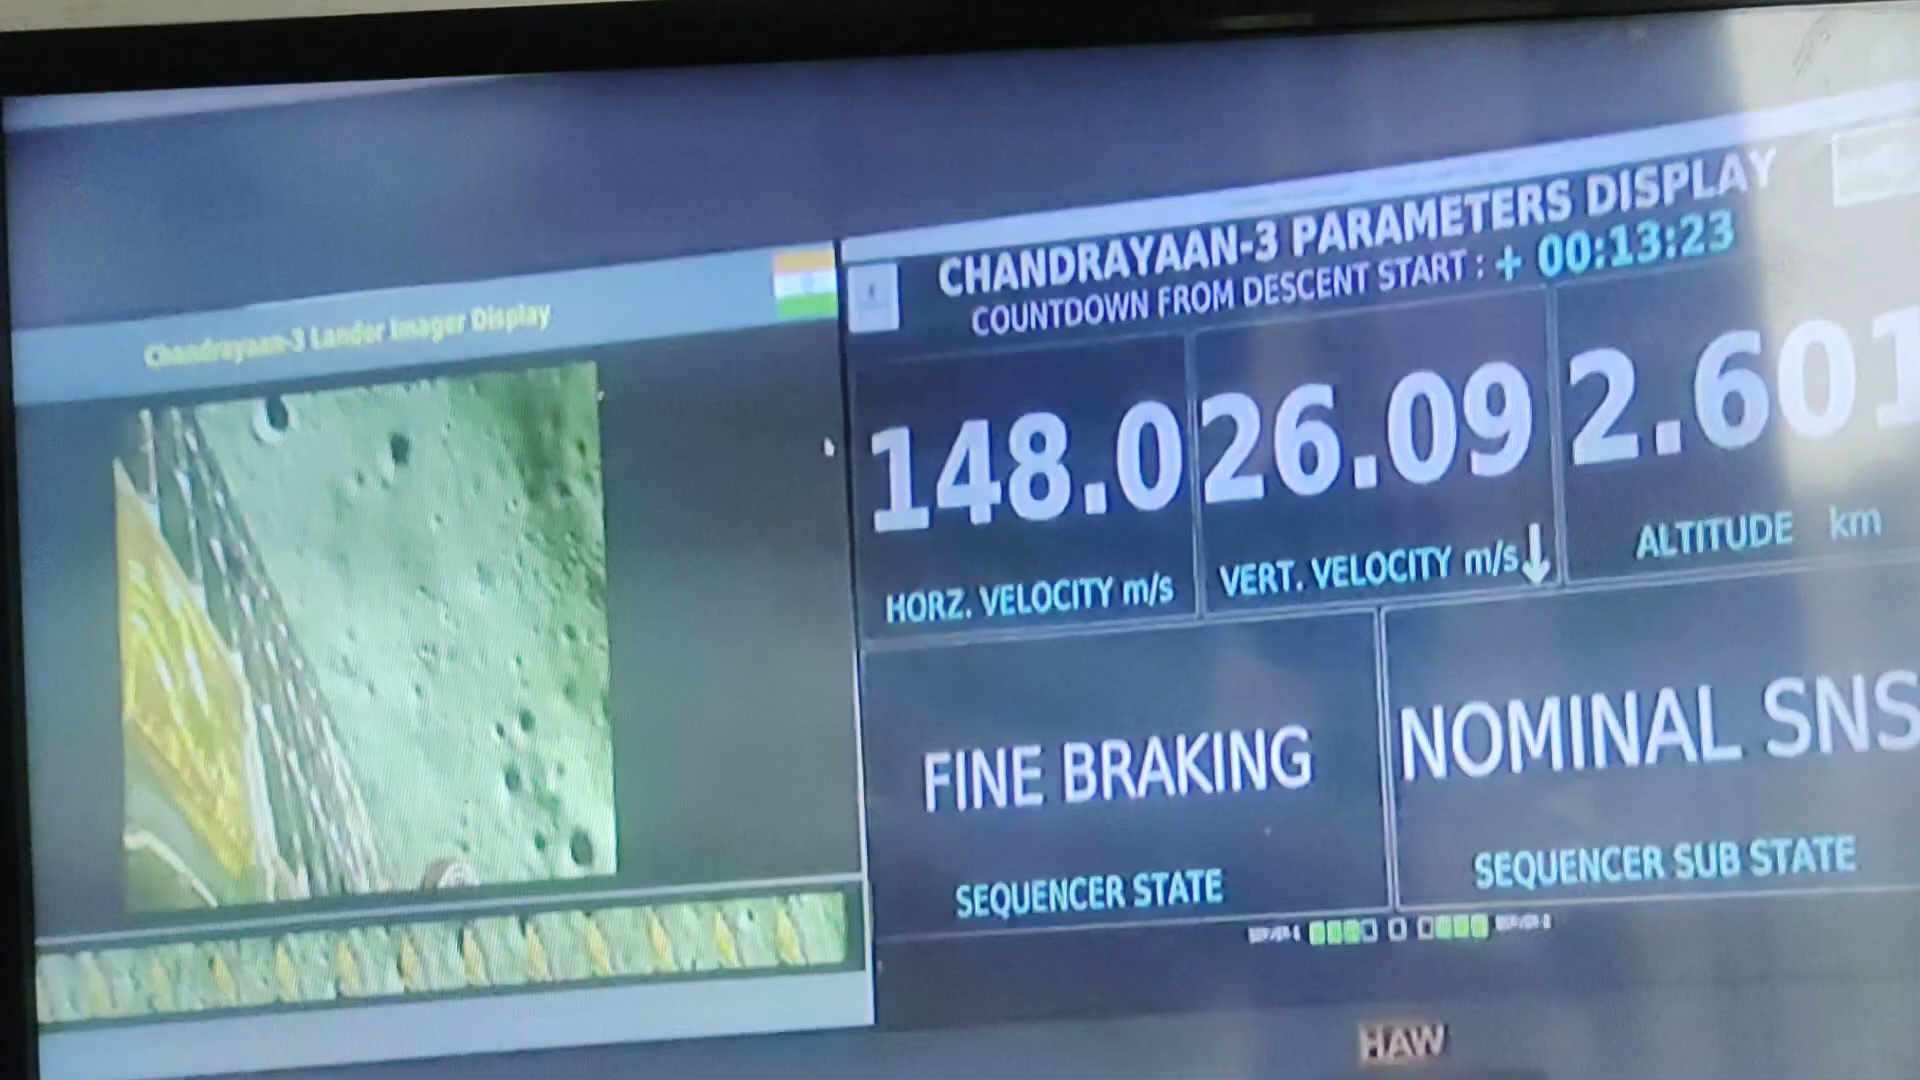 CHANDRAYAAN-3 PARAMETERS DISPLAY
COUNTDOWN FROM DESCENT START : + 00:13:23
Chandrayaan-3 Lander Imager Display
148.0 26.09 2.601
HORZ. VELOCITY m/s VERT. VELOCITY m/s ALTITUDE km
FINE BRAKING NOMINAL SNS
SEQUENCER STATE SEQUENCER SUB STATE
HAW